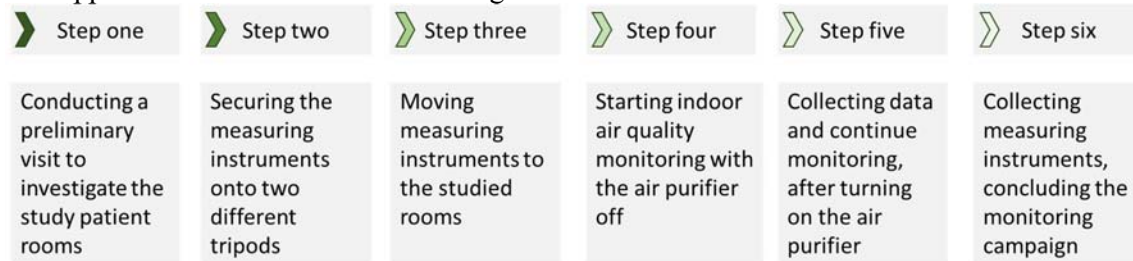 Step one
Step two
Step three
Step four
Step five
Step six
Conducting a
preliminary
visit to
investigate the
study patient
rooms
Securing the
measuring
instruments
onto two
different
tripods
Moving
measuring
instruments to
the studied
rooms
Starting indoor
air quality
monitoring with
the air purifier
off
Collecting data
and continue
monitoring,
after turning
on the air
purifier
Collecting
measuring
instruments,
concluding the
monitoring
campaign